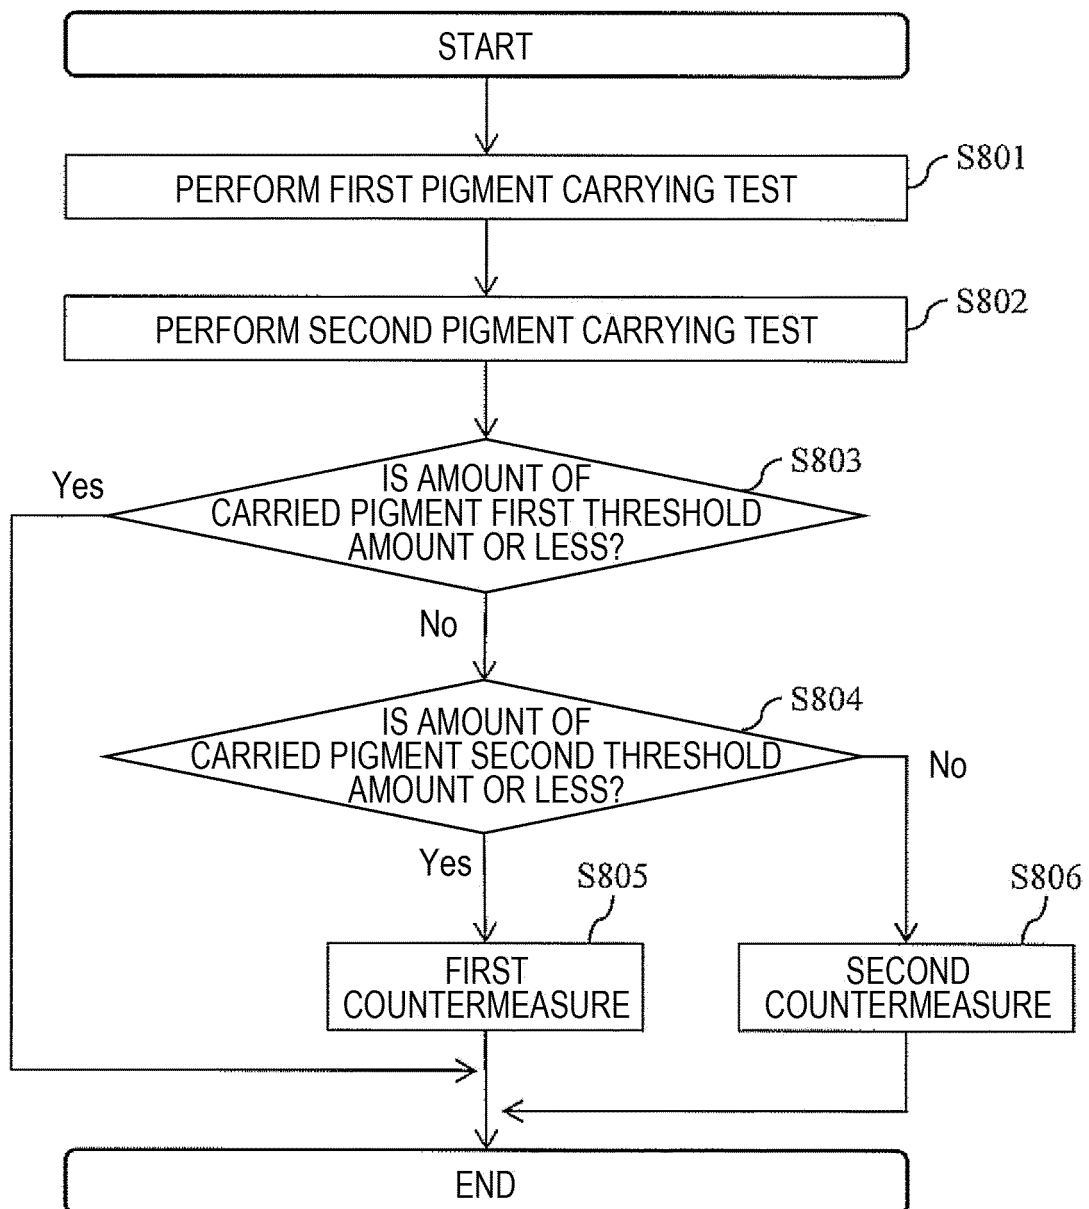 START
S801
PERFORM FIRST PIGMENT CARRYING TEST
S802
PERFORM SECOND PIGMENT CARRYING TEST
S803
Yes
IS AMOUNT OF
CARRIED PIGMENT FIRST THRESHOLD
AMOUNT OR LESS?
No
S804
IS AMOUNT OF
CARRIED PIGMENT SECOND THRESHOLD
AMOUNT OR LESS?
No
Yes
S805
S806
FIRST
COUNTERMEASURE
SECOND
COUNTERMEASURE
END